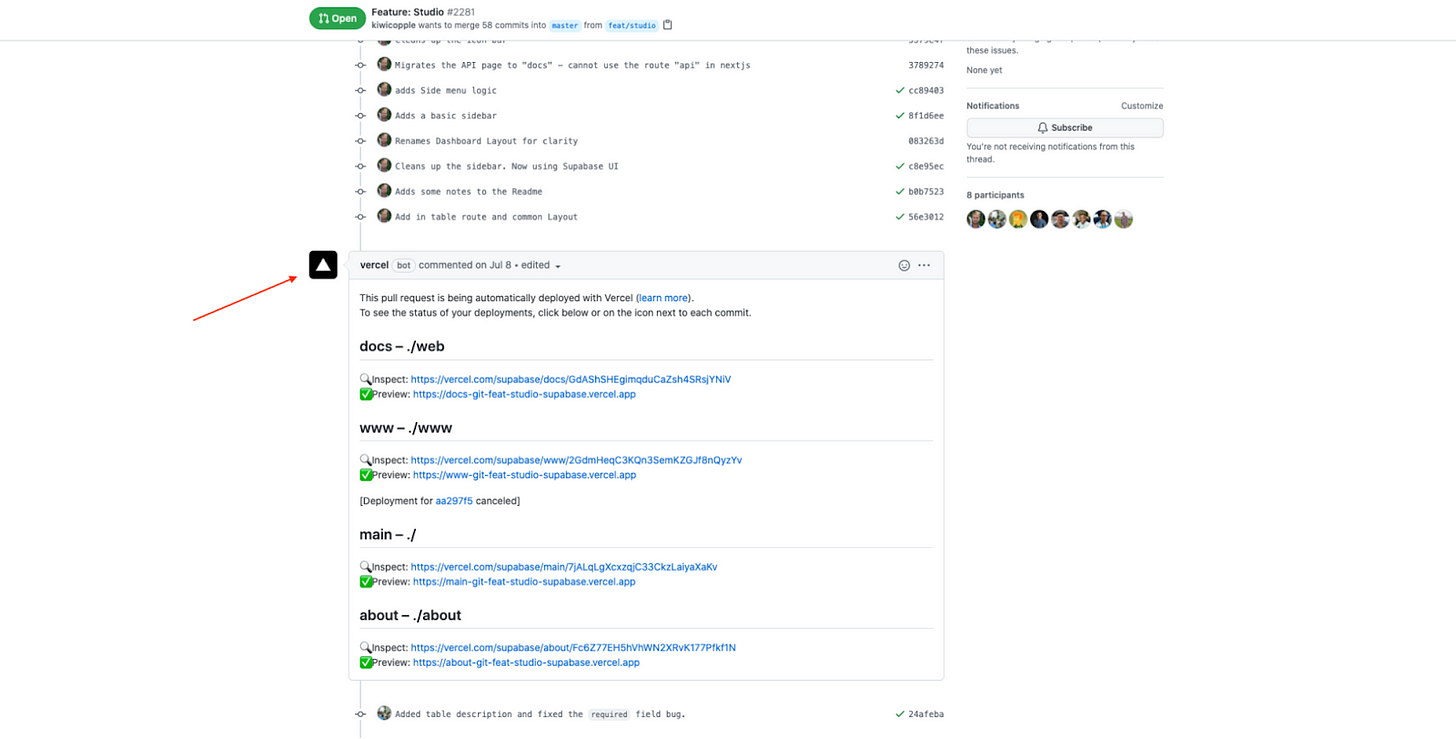 Open
Feature: Studio #2281
kiwicopple wants to merge 58 commits into master from feat/studio
Migrates the API page to "docs" – cannot use the route "api" in nextjs 3789274
adds Side menu logic cc89403
Adds a basic sidebar 8f1d6ee
Renames Dashboard Layout for clarity 083263d
Cleans up the sidebar. Now using Supabase UI c8e95ec
Adds some notes to the Readme b0b7523
Add in table route and common Layout 56e3012
vercel bot commented on Jul 8 • edited
This pull request is being automatically deployed with Vercel (learn more).
To see the status of your deployments, click below or on the icon next to each commit.
docs – ./web
Inspect: https://vercel.com/supabase/docs/GdAShSHEgimqduCaZsh4SRsjYNiV
Preview: https://docs-git-feat-studio-supabase.vercel.app
www – ./www
Inspect: https://vercel.com/supabase/www/2GdmHeqC3KQn3SemKZGJf8nQyzYv
Preview: https://www-git-feat-studio-supabase.vercel.app
[Deployment for aa297f5 canceled]
main – ./
Inspect: https://vercel.com/supabase/main/7jALqLgXcxzqjC33CkzLaiyaXaKv
Preview: https://main-git-feat-studio-supabase.vercel.app
about – ./about
Inspect: https://vercel.com/supabase/about/Fc6Z77EH5hVhWN2XRvK177Pfkf1N
Preview: https://about-git-feat-studio-supabase.vercel.app
Added table description and fixed the required field bug. 24afeba
these issues.
None yet
Notifications Customize
Subscribe
You're not receiving notifications from this
thread.
8 participants